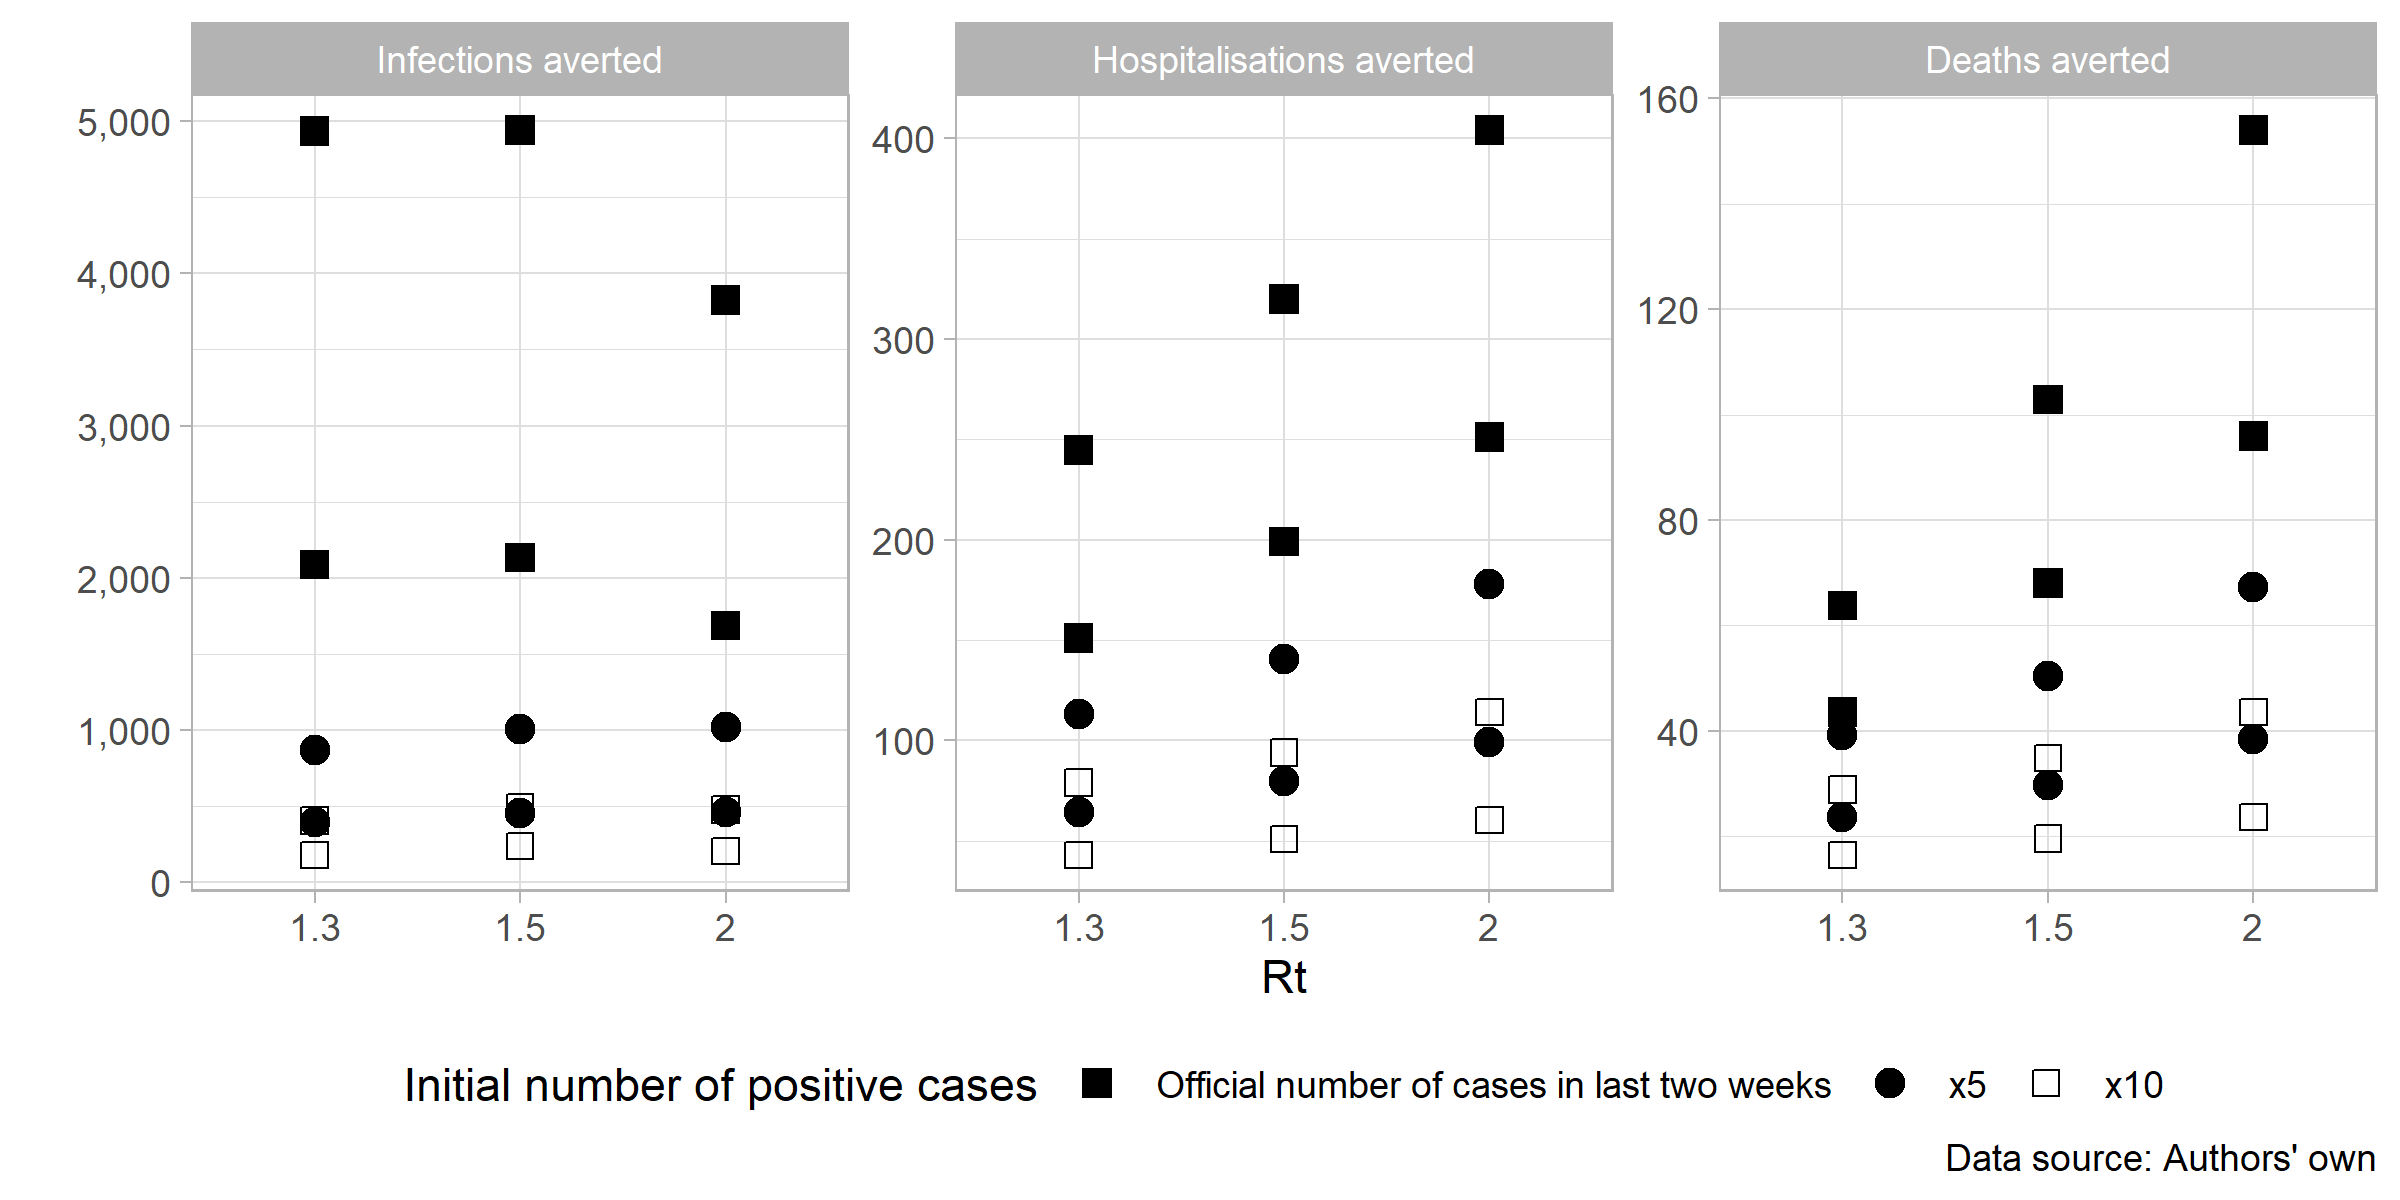 Infections averted
Hospitalisations averted
Deaths averted
5,000
4,000
3,000
2,000
1,000
0
400
300
200
100
160
120
80
40
1.3 1.5 2
1.3 1.5 2
1.3 1.5 2
Rt
Initial number of positive cases Official number of cases in last two weeks x5 x10
Data source: Authors' own